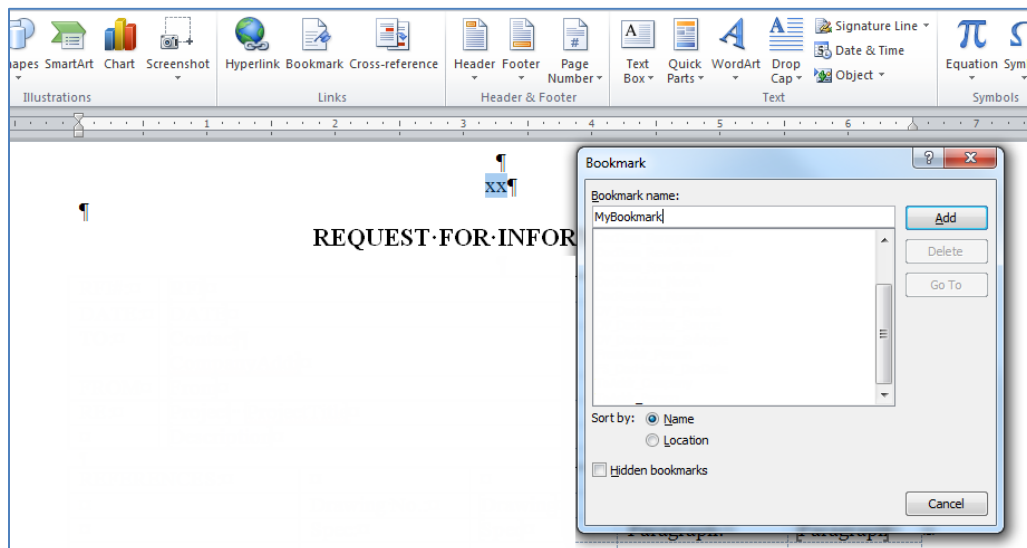 apes SmartArt Chart Screenshot
Hyperlink Bookmark Cross-reference
Header Footer Page Number
Text Box Quick Parts WordArt Drop Cap
Signature Line
Date & Time
Object
Equation Sym
Illustrations Links Header & Footer Text Symbols
1 2 3 4 5 6 7
¶
xx¶
¶
REQUEST·FOR·INFOR
Bookmark
Bookmark name:
MyBookmark
Add
Delete
Go To
Sort by: Name
Location
Hidden bookmarks
Cancel
Paragraph. [Paragraph]